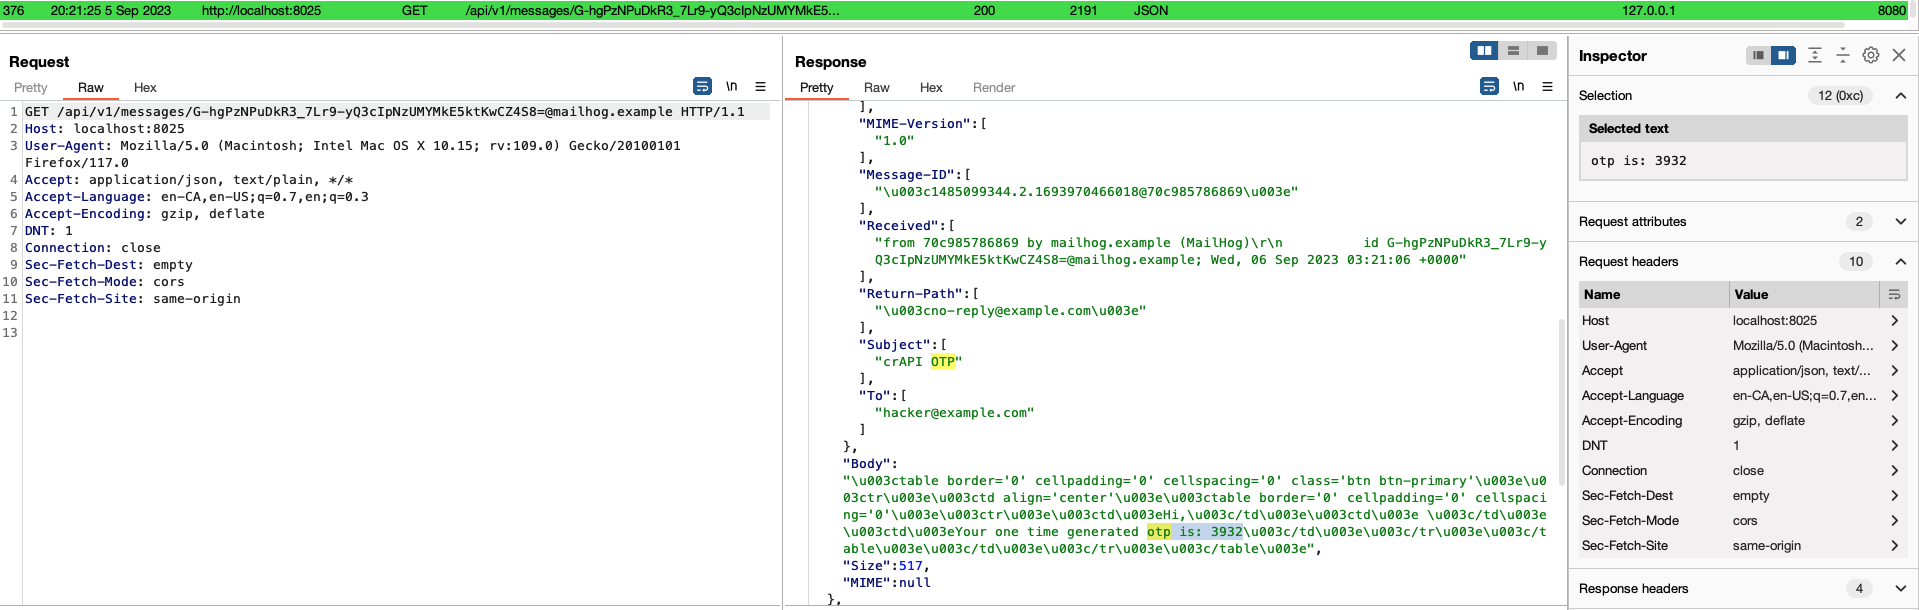 376 20:21:25 5 Sep 2023 http://localhost:8025 GET /api/v1/messages/G-hgPzNPuDkR3_7Lr9-yQ3cIpNzUMYMkE5... 200 2191 JSON 127.0.0.1 8080
Request
Pretty Raw Hex \n
1 GET /api/v1/messages/G-hgPzNPuDkR3_7Lr9-yQ3cIpNzUMYMkE5ktKwCZ4S8=@mailhog.example HTTP/1.1
2 Host: localhost:8025
3 User-Agent: Mozilla/5.0 (Macintosh; Intel Mac OS X 10.15; rv:109.0) Gecko/20100101
Firefox/117.0
4 Accept: application/json, text/plain, */*
5 Accept-Language: en-CA,en-US;q=0.7,en;q=0.3
6 Accept-Encoding: gzip, deflate
7 DNT: 1
8 Connection: close
9 Sec-Fetch-Dest: empty
10 Sec-Fetch-Mode: cors
11 Sec-Fetch-Site: same-origin
12
13
Response
Pretty Raw Hex Render \n
],
"MIME-Version":[
"1.0"
],
"Message-ID":[
"\u003c1485099344.2.1693970466018@70c985786869\u003e"
],
"Received":[
"from 70c985786869 by mailhog.example (MailHog)\r\n id G-hgPzNPuDkR3_7Lr9-y
Q3cIpNzUMYMkE5ktKwCZ4S8=@mailhog.example; Wed, 06 Sep 2023 03:21:06 +0000"
],
"Return-Path":[
"\u003cno-reply@example.com\u003e"
],
"Subject":[
"crAPI OTP"
],
"To":[
"hacker@example.com"
]
},
"Body":
"\u003ctable border='0' cellpadding='0' cellspacing='0' class='btn btn-primary'\u003e\u0
03ctr\u003e\u003ctd align='center'\u003e\u003ctable border='0' cellpadding='0' cellspaci
ng='0'\u003e\u003ctr\u003e\u003ctd\u003eHi,\u003c/td\u003e\u003ctd\u003e \u003c/td\u003e
\u003ctd\u003eYour one time generated otp is: 3932\u003c/td\u003e\u003c/tr\u003e\u003c/t
able\u003e\u003c/td\u003e\u003c/tr\u003e\u003c/table\u003e",
"Size":517,
"MIME":null
},
Inspector
Selection 12 (0xc)
Selected text
otp is: 3932
Request attributes 2
Request headers 10
Name Value
Host localhost:8025
User-Agent Mozilla/5.0 (Macintosh...
Accept application/json, text/...
Accept-Language en-CA,en-US;q=0.7,en...
Accept-Encoding gzip, deflate
DNT 1
Connection close
Sec-Fetch-Dest empty
Sec-Fetch-Mode cors
Sec-Fetch-Site same-origin
Response headers 4